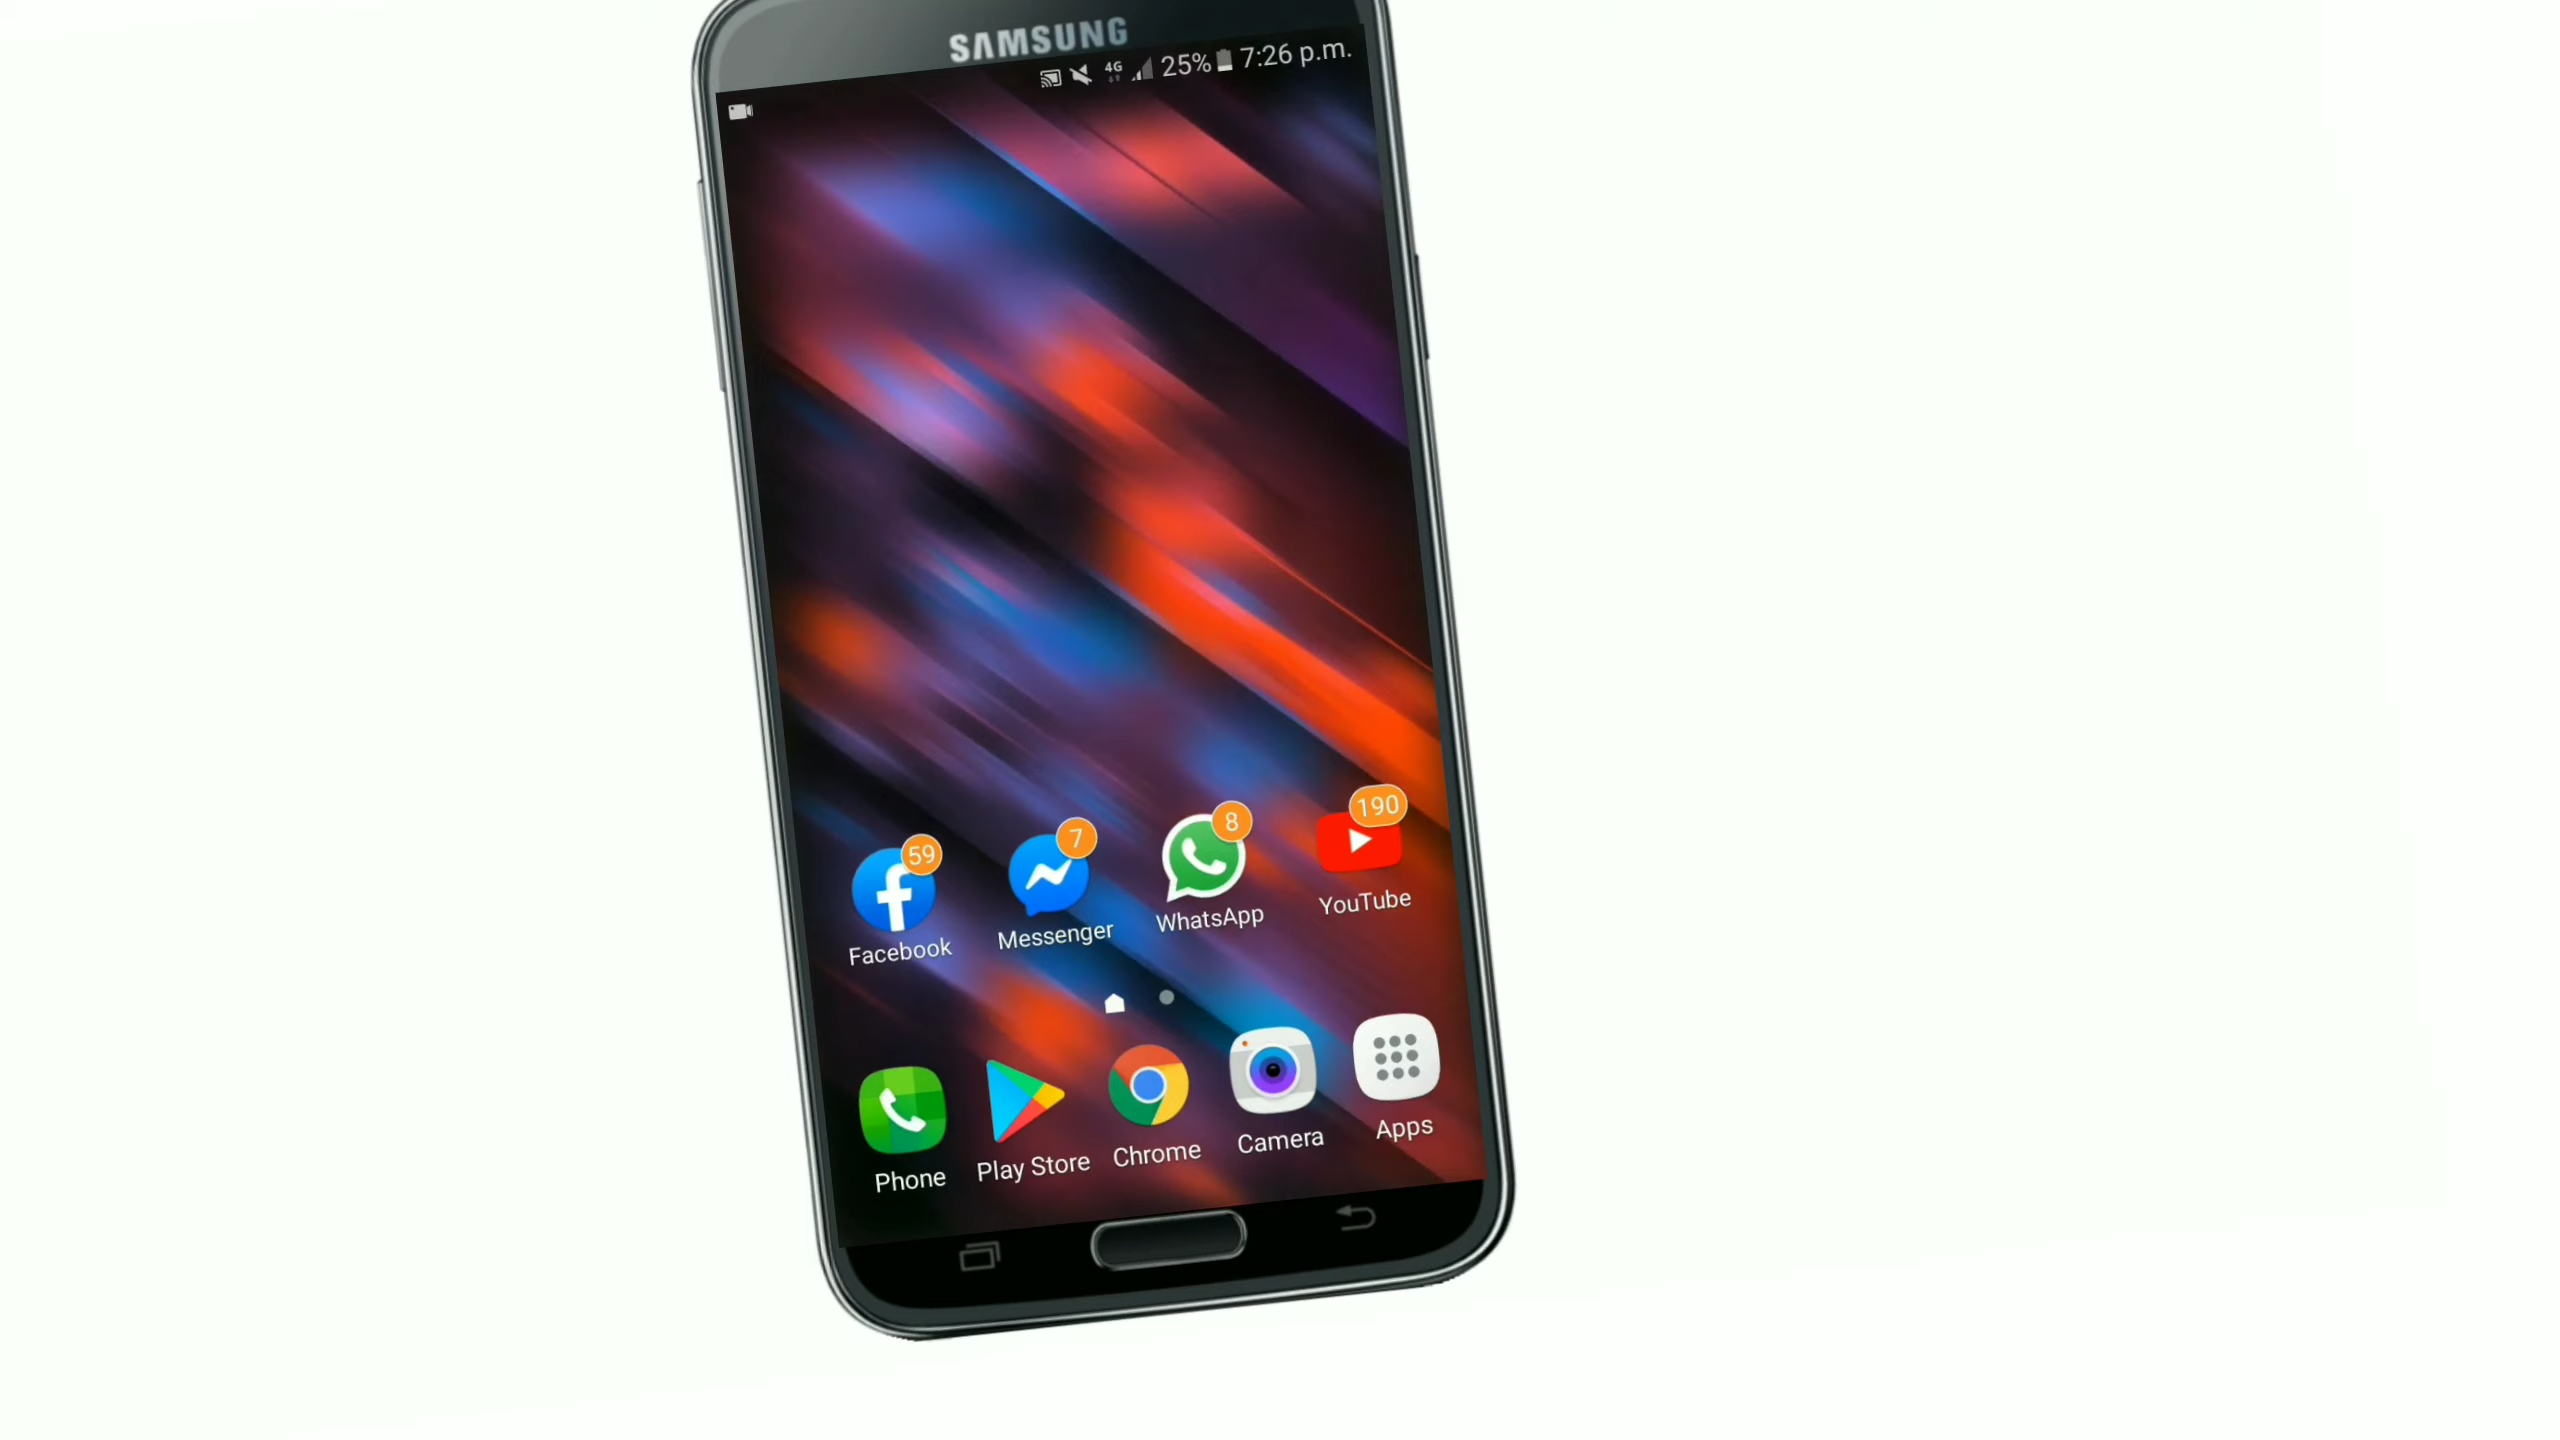 SAMSUNG
4G 25% 7:26 p.m.
59 7 8 190
Facebook Messenger WhatsApp YouTube
Phone Play Store Chrome Camera Apps